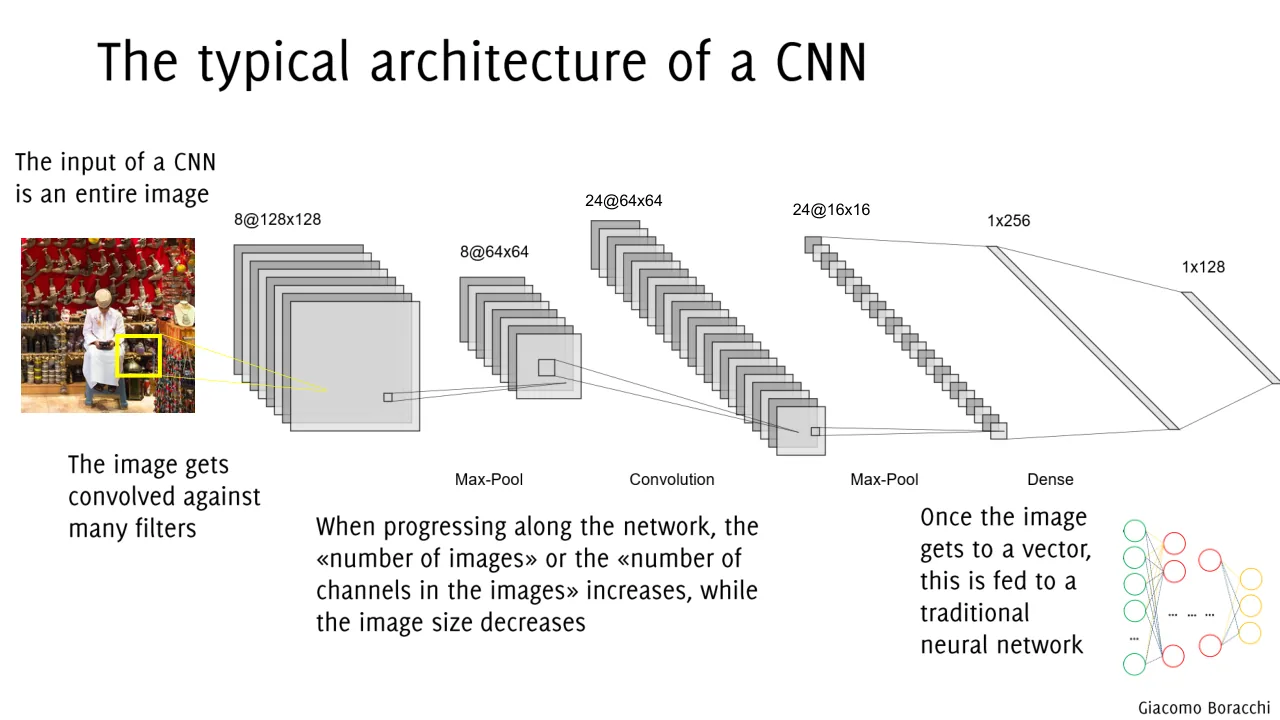 The typical architecture of a CNN
The input of a CNN
is an entire image
8@128x128
8@64x64
24@64x64
24@16x16
1x256
1x128
The image gets
convolved against
many filters
Max-Pool
Convolution
Max-Pool
Dense
When progressing along the network, the
«number of images» or the «number of
channels in the images» increases, while
the image size decreases
Once the image
gets to a vector,
this is fed to a
traditional
neural network
...
... ... ...
Giacomo Boracchi